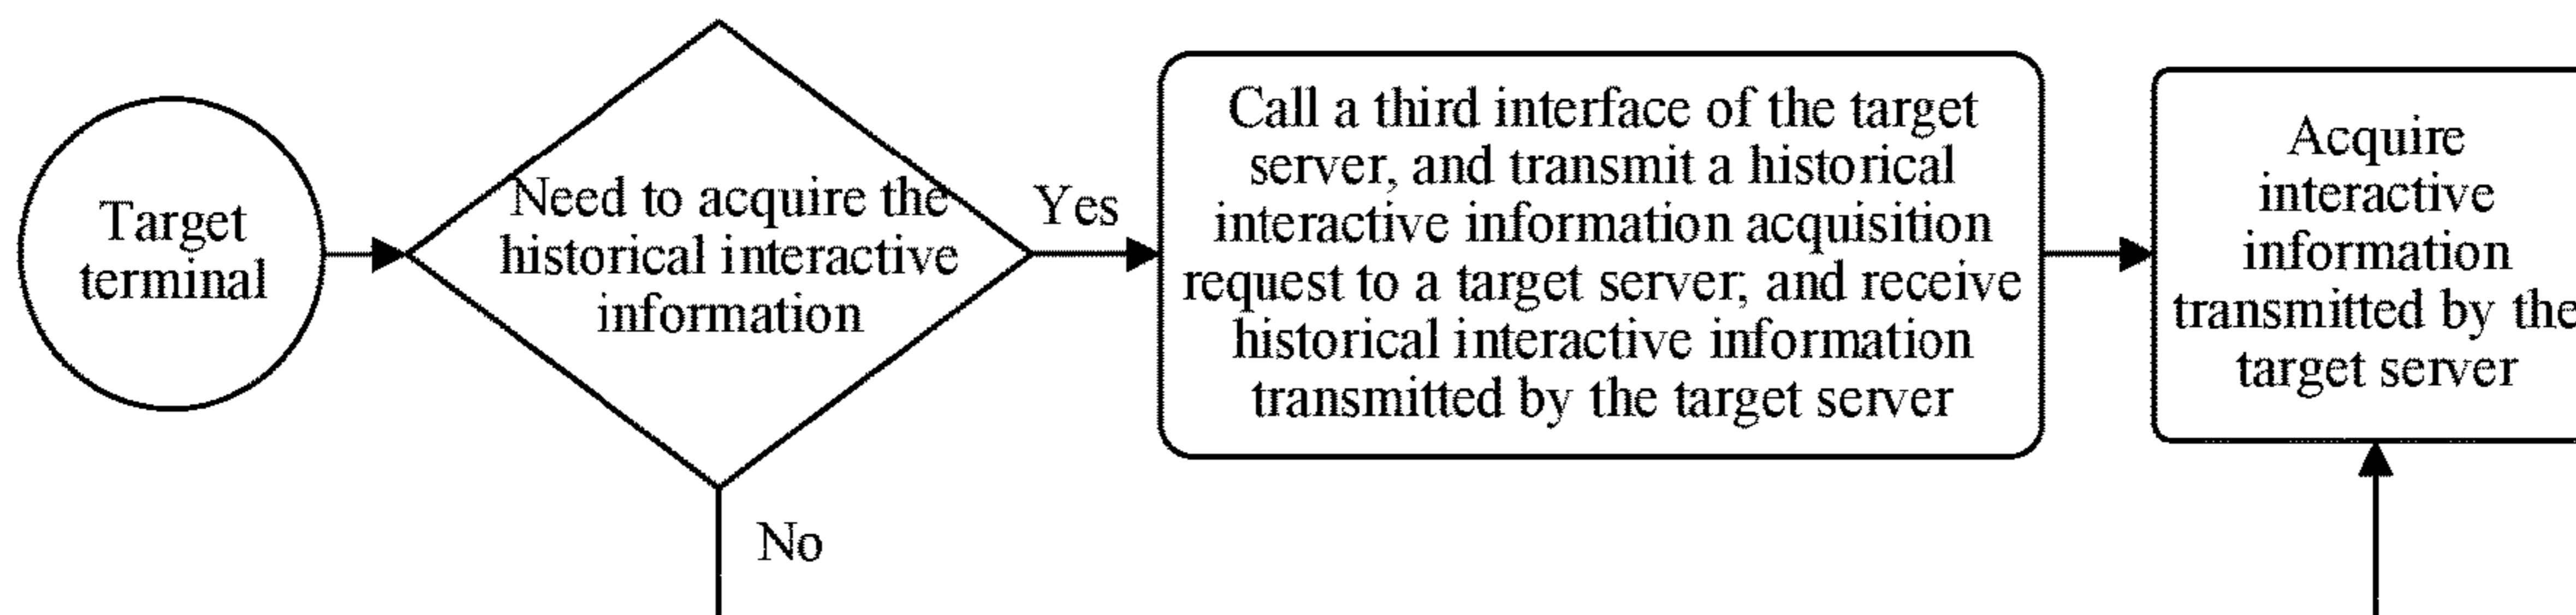 Target
terminal
Need to acquire the
historical interactive
information
Yes
No
Call a third interface of the target
server, and transmit a historical
interactive information acquisition
request to a target server; and receive
historical interactive information
transmitted by the target server
Acquire
interactive
information
transmitted by the
target server